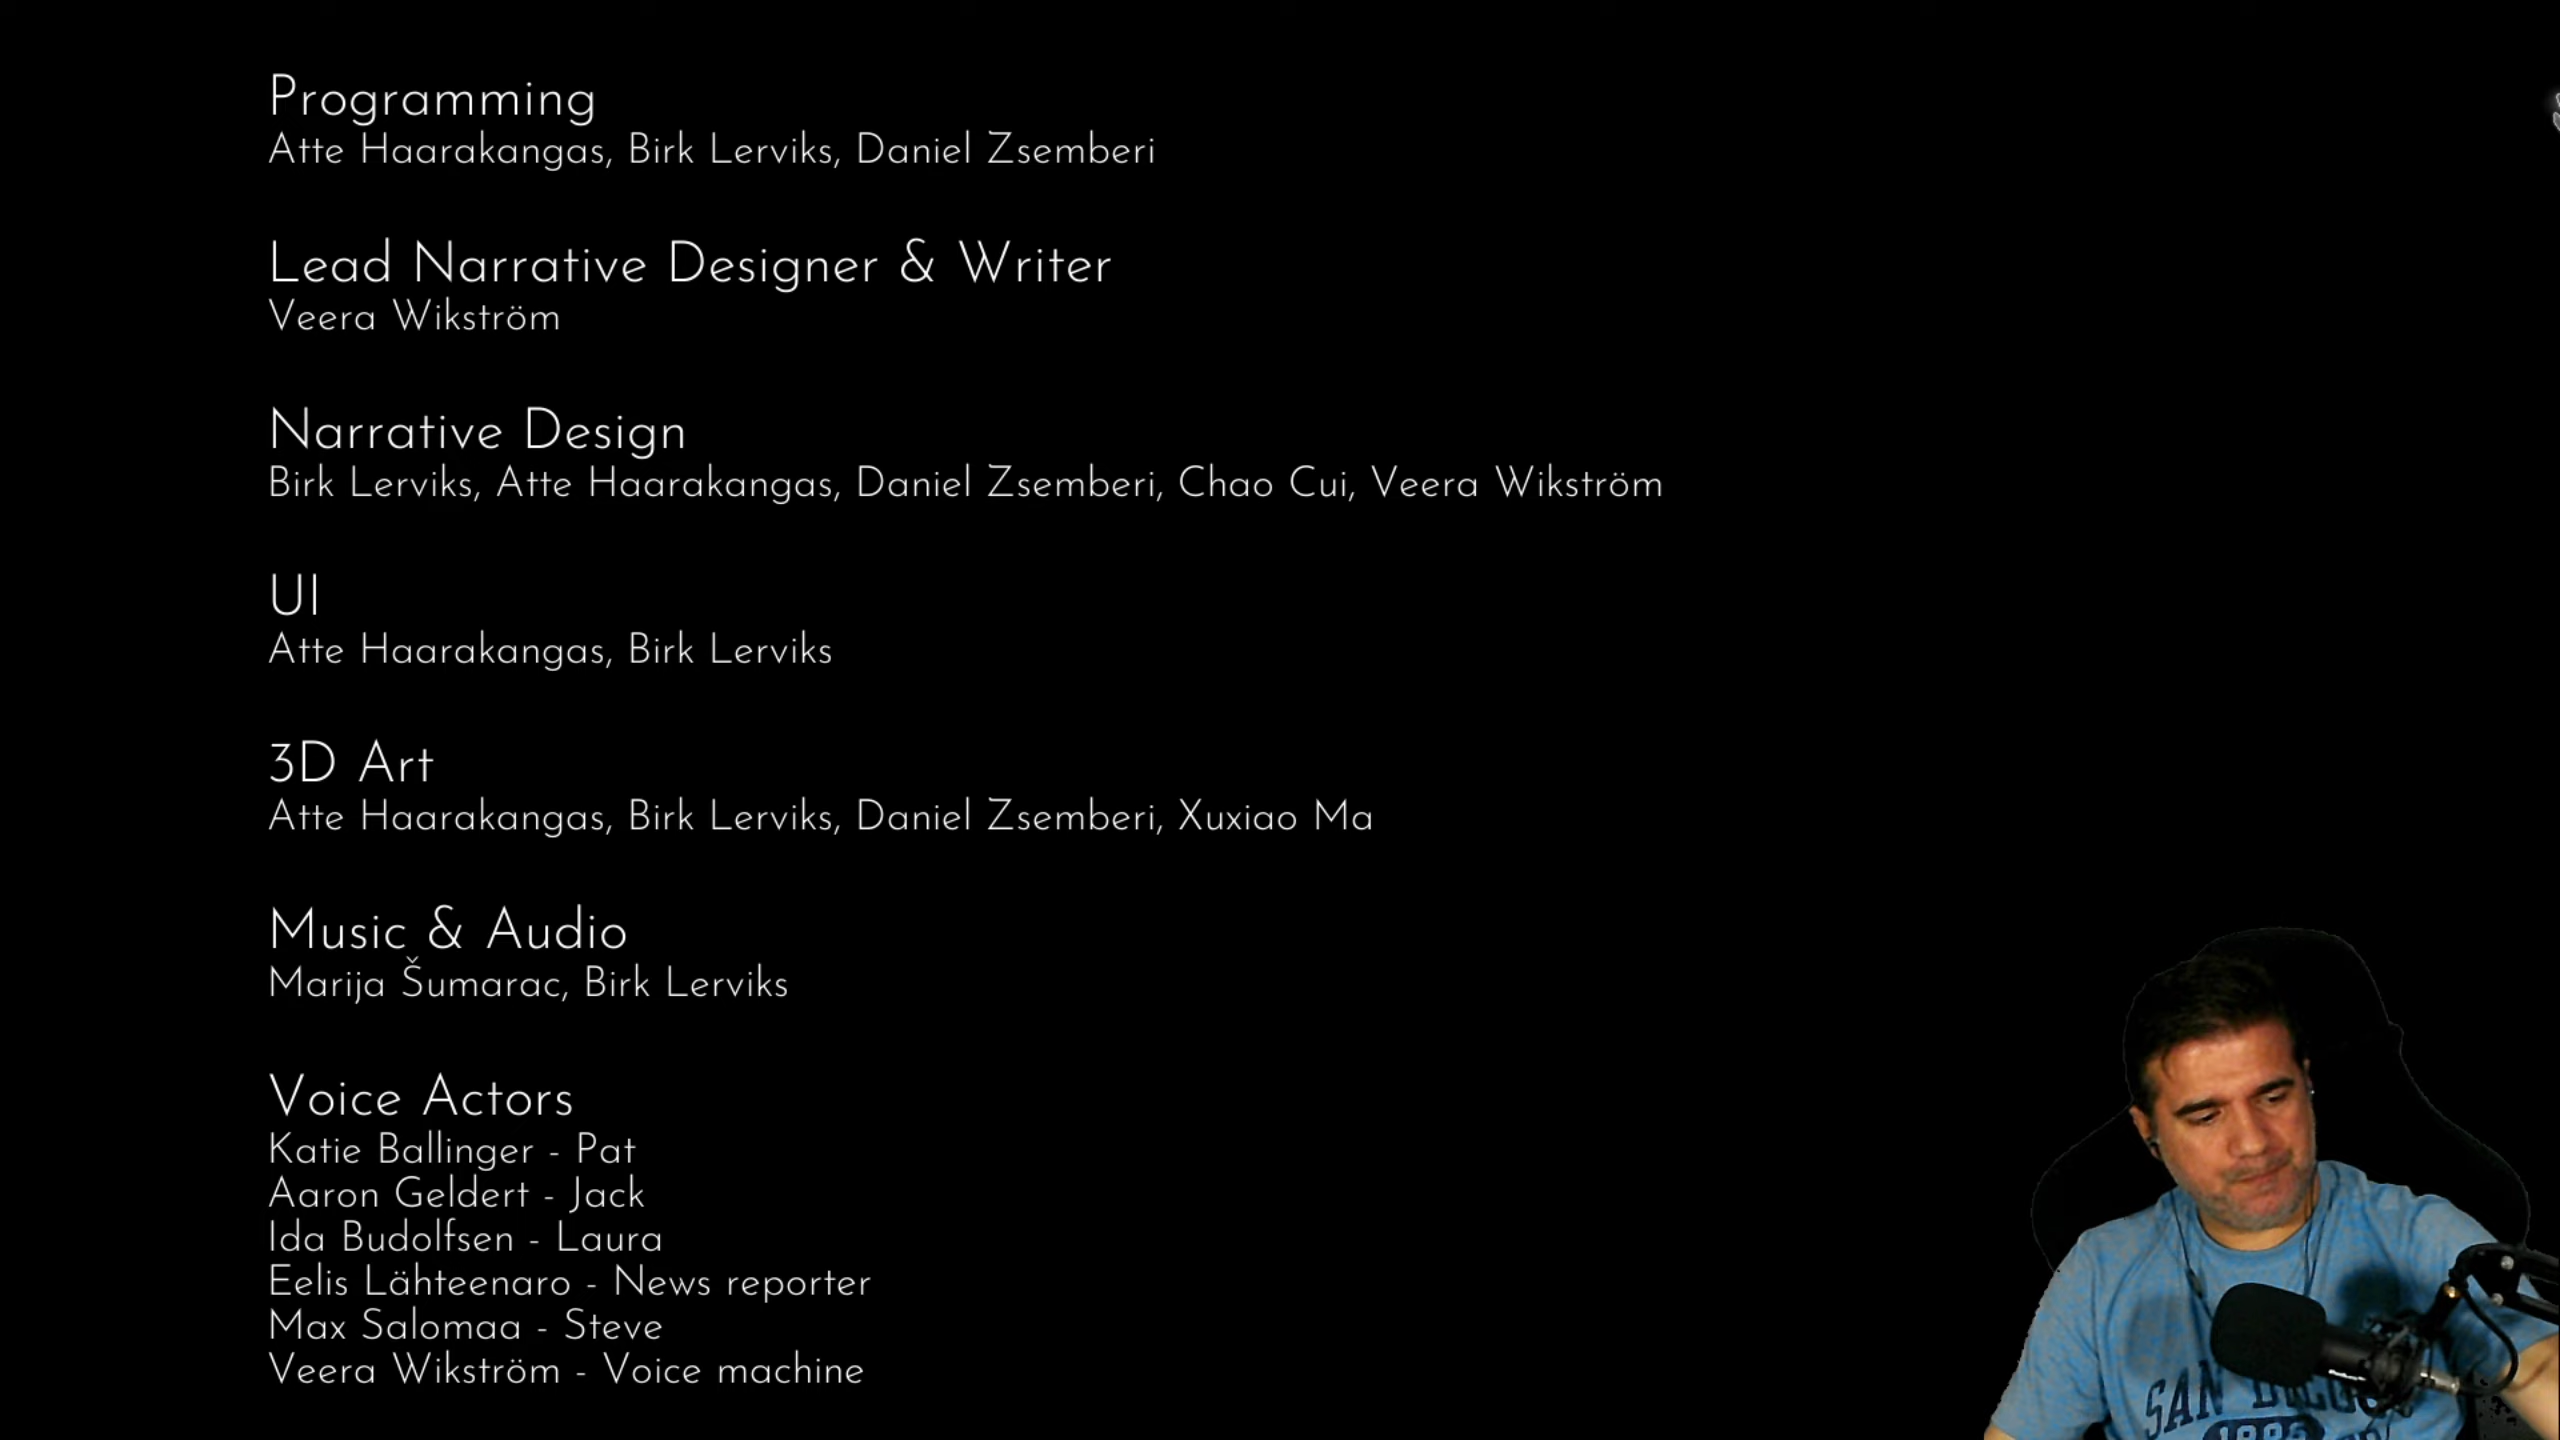 Programming
Atte Haarakangas, Birk Lerviks, Daniel Zsemberi
Lead Narrative Designer & Writer
Veera Wikström
Narrative Design
Birk Lerviks, Atte Haarakangas, Daniel Zsemberi, Chao Cui, Veera Wikström
UI
Atte Haarakangas, Birk Lerviks
3D Art
Atte Haarakangas, Birk Lerviks, Daniel Zsemberi, Xuxiao Ma
Music & Audio
Marija Šumarac, Birk Lerviks
Voice Actors
Katie Ballinger - Pat
Aaron Geldert - Jack
Ida Budolfsen - Laura
Eelis Lähteenaro - News reporter
Max Salomaa - Steve
Veera Wikström - Voice machine
SAN